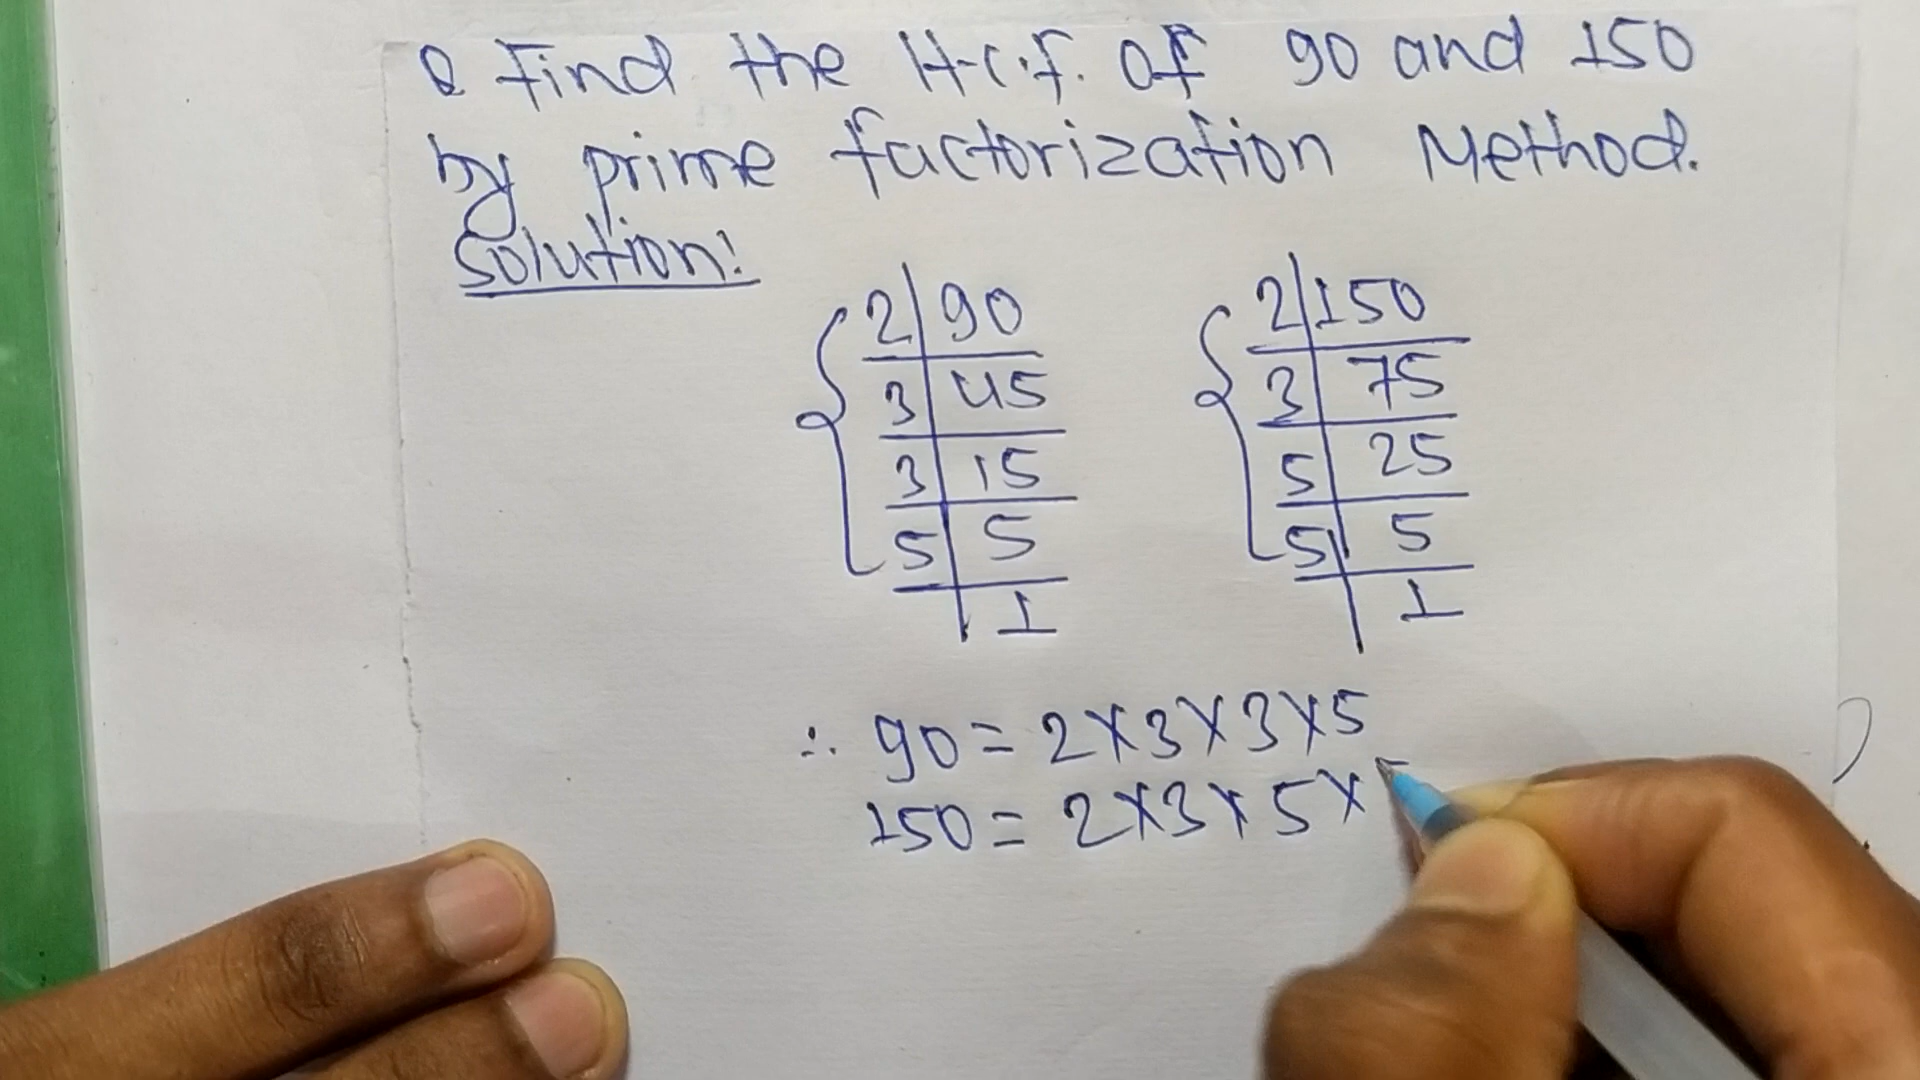 Q Find the H.C.F. Of 90 and 150
by prime factorization Method.
Solution:
2 | 90
3 | 45
3 | 15
5 | 5
1
2 | 150
3 | 75
5 | 25
5 | 5
1
∴ 90 = 2×3×3×5
150 = 2×3×5×5